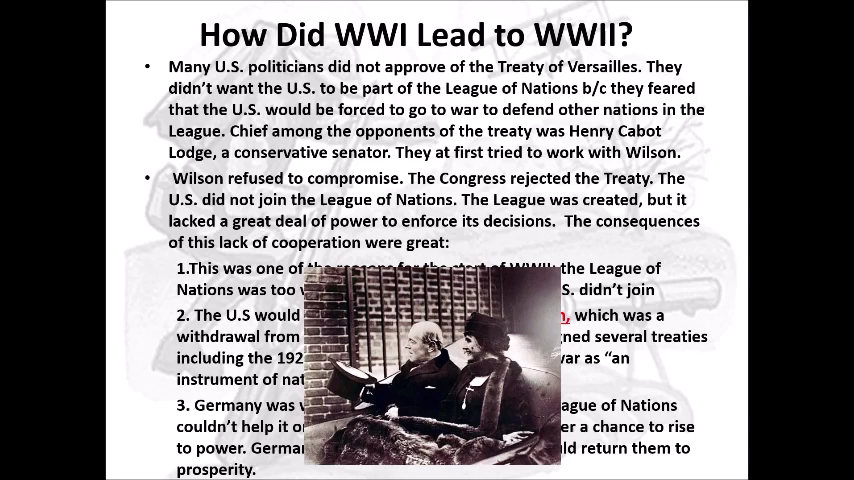 How Did WWI Lead to WWII?
• Many U.S. politicians did not approve of the Treaty of Versailles. They
didn’t want the U.S. to be part of the League of Nations b/c they feared
that the U.S. would be forced to go to war to defend other nations in the
League. Chief among the opponents of the treaty was Henry Cabot
Lodge, a conservative senator. They at first tried to work with Wilson.
• Wilson refused to compromise. The Congress rejected the Treaty. The
U.S. did not join the League of Nations. The League was created, but it
lacked a great deal of power to enforce its decisions. The consequences
of this lack of cooperation were great:
1.This was one of the reasons for the start of WWII: the League of
Nations was too S. didn’t join
2. The U.S would which was a
withdrawal from several treaties
including the war as “an
instrument of
3. Germany was League of Nations
couldn’t help it a chance to rise
to power. return them to
prosperity.